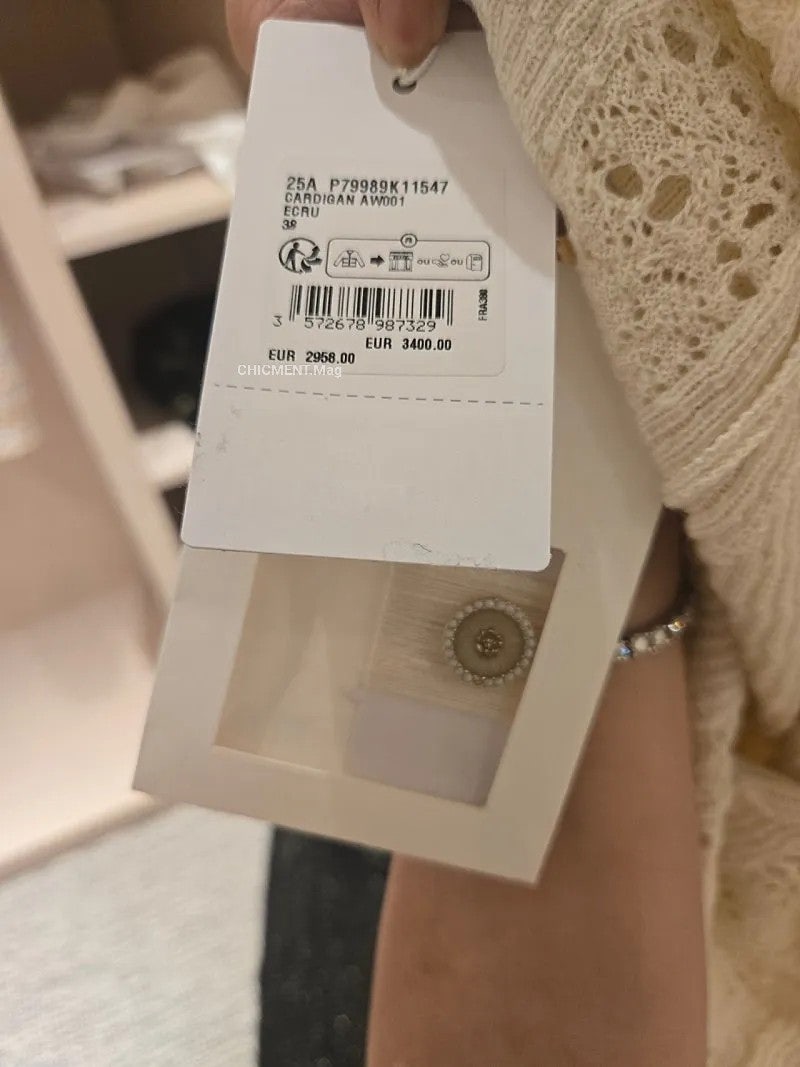 25A P79989K11547
CARDIGAN AW001
ECRU
38
ou ou
FRA380
3 572678 987329
EUR 3400.00
EUR 2958.00
CHICMENT.Mag